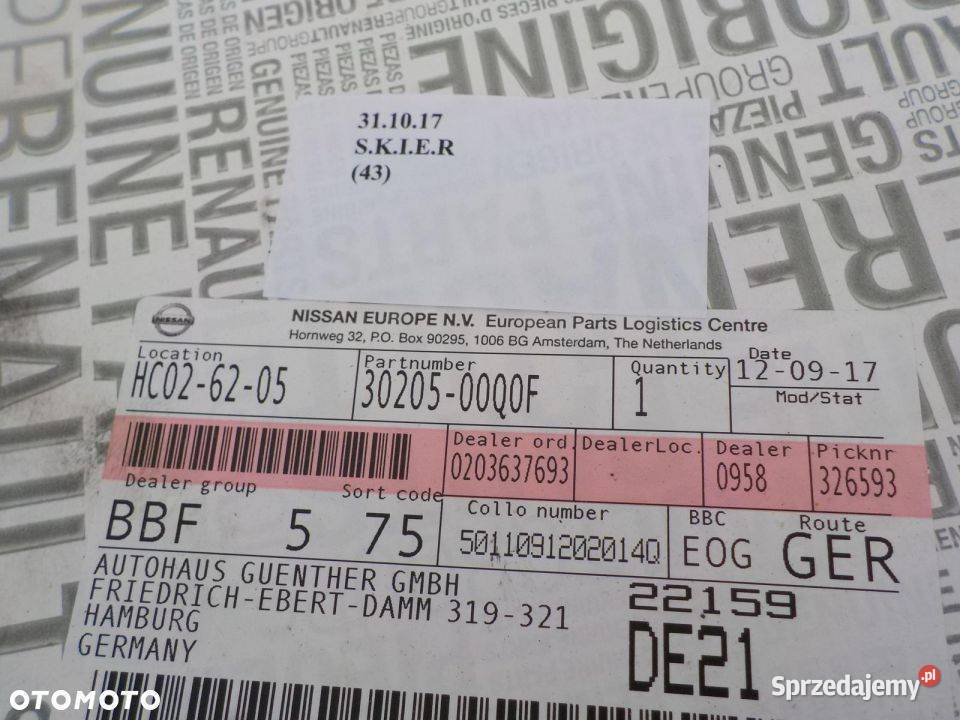 31.10.17
S.K.I.E.R
(43)
NISSAN
NISSAN EUROPE N.V. European Parts Logistics Centre
Hornweg 32, P.O. Box 90295, 1006 BG Amsterdam, The Netherlands
Location
HC02-62-05
Partnumber
30205-00Q0F
Quantity
1
Date
12-09-17
Mod/Stat
Dealer ord.
0203637693
DealerLoc.
Dealer
0958
Picknr
326593
Dealer group
BBF
Sort code
5 75
Collo number
5011091202014Q
BBC
EOG
Route
GER
AUTOHAUS GUENTHER GMBH
FRIEDRICH-EBERT-DAMM 319-321
HAMBURG
GERMANY
22159
DE21
OTOMOTO
Sprzedajemy.pl